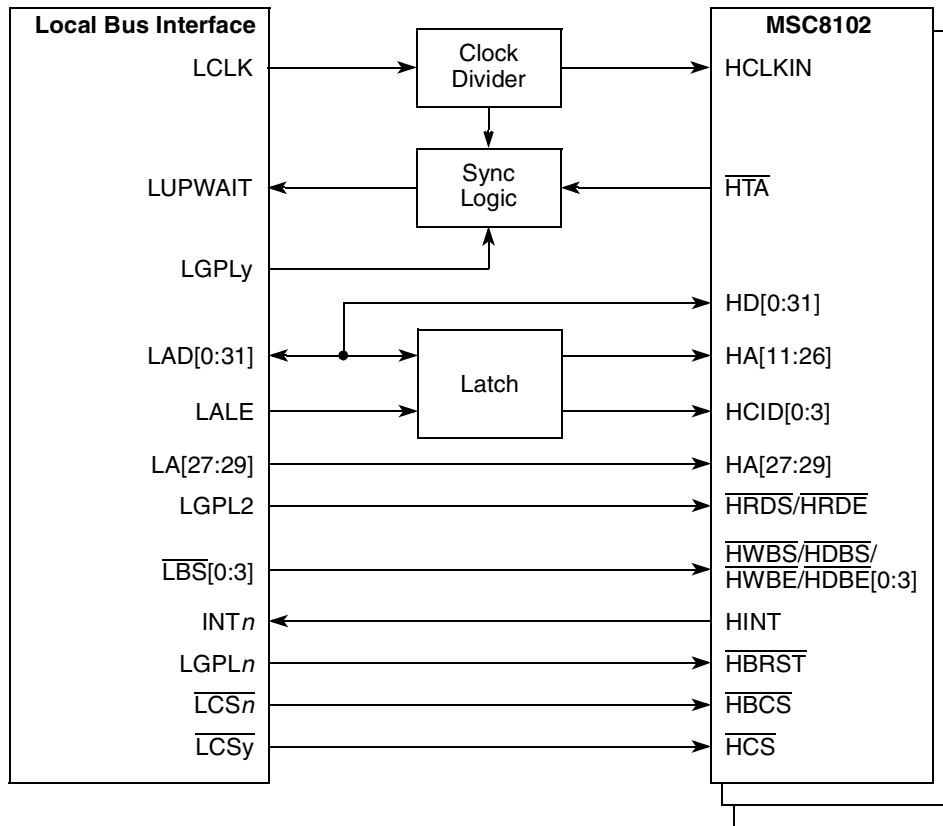 Local Bus Interface
MSC8102
LCLK
Clock
Divider
HCLKIN
LUPWAIT
Sync
Logic
HTA
LGPLy
HD[0:31]
LAD[0:31]
HA[11:26]
Latch
LALE
HCID[0:3]
LA[27:29]
HA[27:29]
LGPL2
HRDS/HRDE
LBS[0:3]
HWBS/HDBS/
HWBE/HDBE[0:3]
INTn
HINT
LGPLn
HBRST
LCSn
HBCS
LCSy
HCS